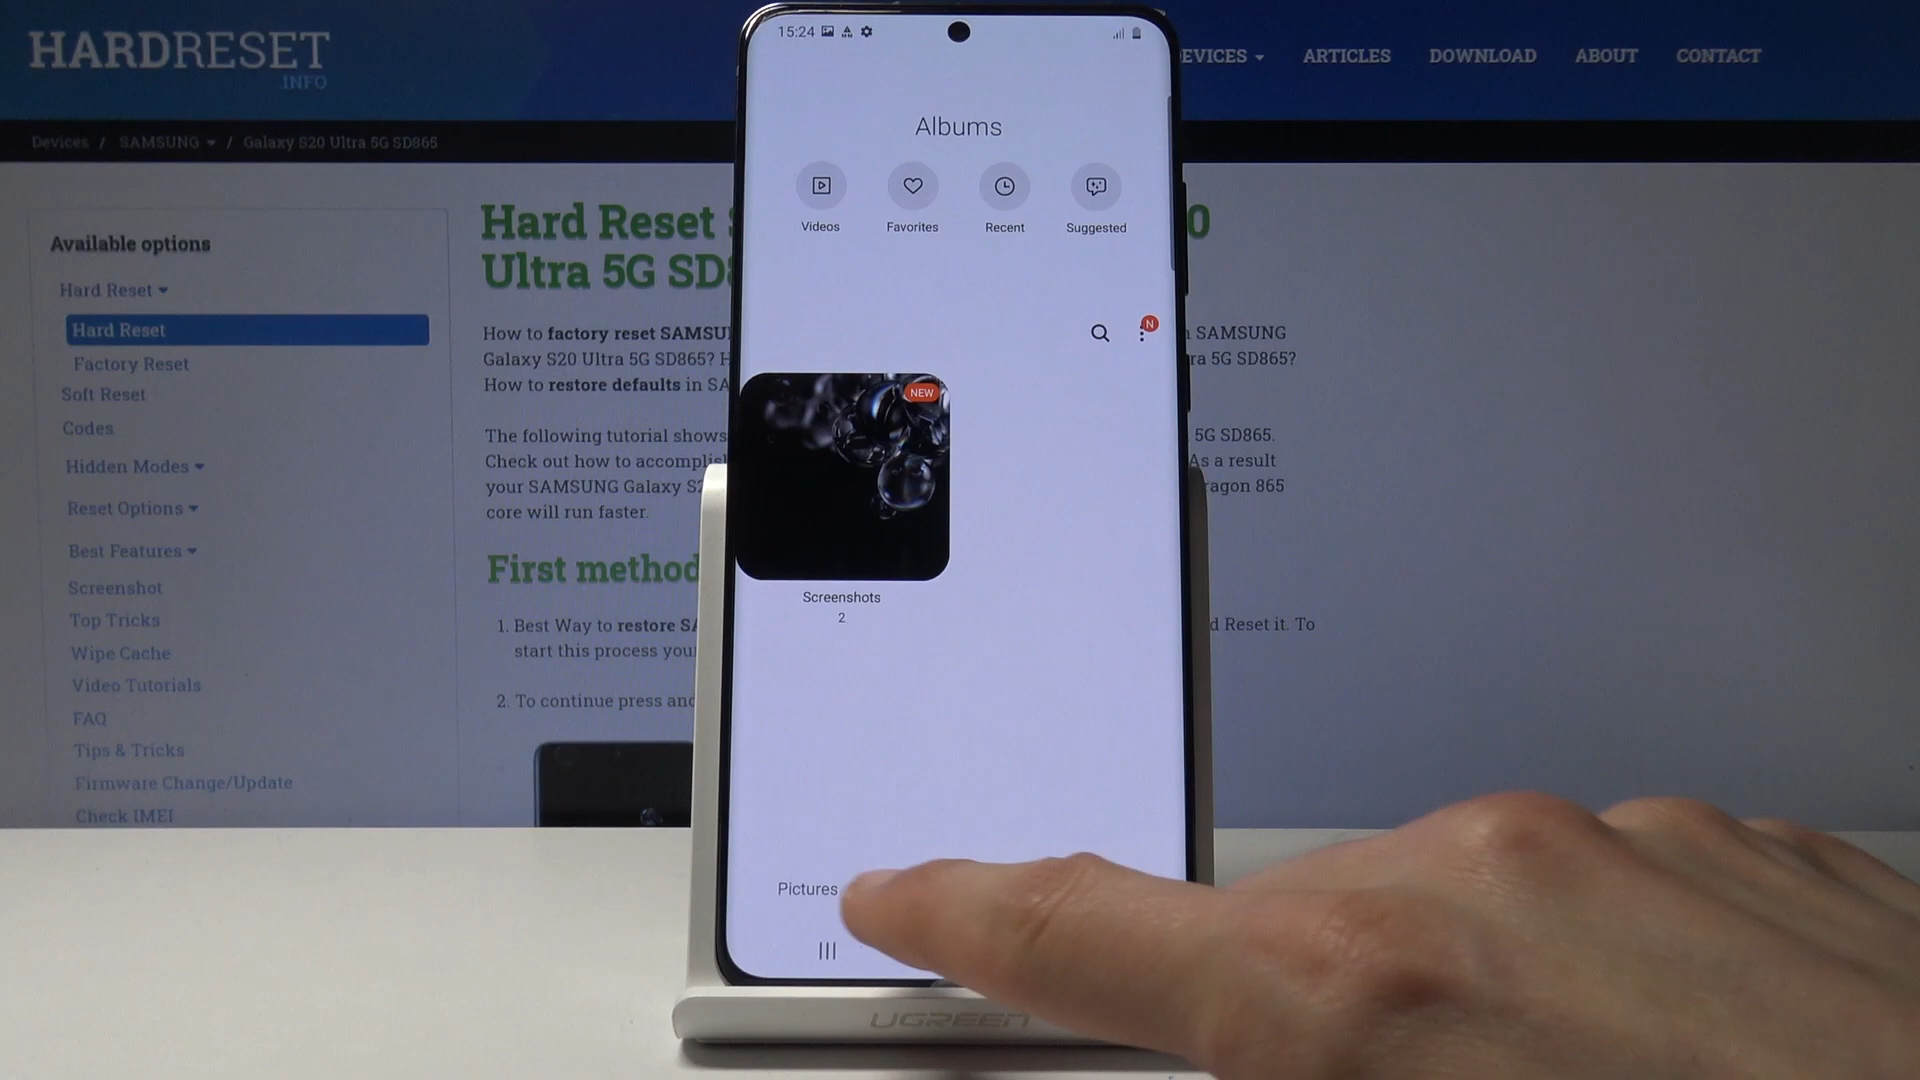 HARDRESET
.INFO
EVICES
ARTICLES
DOWNLOAD
ABOUT
CONTACT
Devices / SAMSUNG / Galaxy S20 Ultra 5G SD865
Available options
Hard Reset
Hard Reset
Factory Reset
Soft Reset
Codes
Hidden Modes
Reset Options
Best Features
Screenshot
Top Tricks
Wipe Cache
Video Tutorials
FAQ
Tips & Tricks
Firmware Change/Update
Check IMEI
Hard Reset
0
Ultra 5G SD8
How to factory reset SAMSU
SAMSUNG
Galaxy S20 Ultra 5G SD865?
ra 5G SD865?
How to restore defaults in SA
The following tutorial shows
5G SD865.
Check out how to accomplis
As a result
your SAMSUNG Galaxy S2
ragon 865
core will run faster.
First method
1. Best Way to restore SA
d Reset it. To
start this process you
2. To continue press and
15:24
Albums
Videos
Favorites
Recent
Suggested
N
NEW
Screenshots
2
Pictures
UGREEN